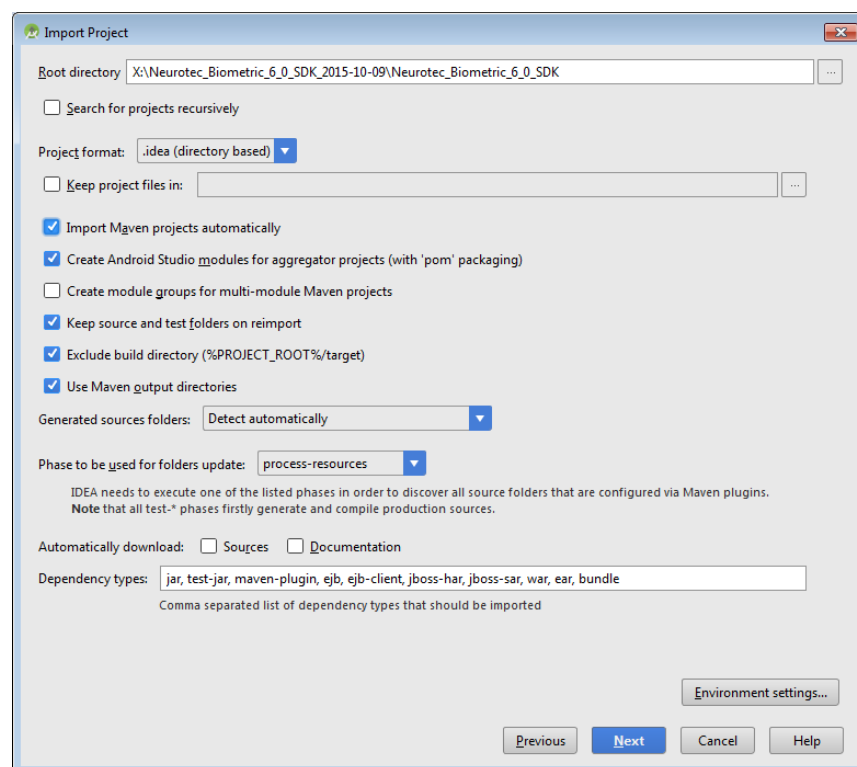 Import Project
Root directory X:\Neurotec_Biometric_6_0_SDK_2015-10-09\Neurotec_Biometric_6_0_SDK ...
Search for projects recursively
Project format: .idea (directory based)
Keep project files in: ...
Import Maven projects automatically
Create Android Studio modules for aggregator projects (with 'pom' packaging)
Create module groups for multi-module Maven projects
Keep source and test folders on reimport
Exclude build directory (%PROJECT_ROOT%/target)
Use Maven output directories
Generated sources folders: Detect automatically
Phase to be used for folders update: process-resources
IDEA needs to execute one of the listed phases in order to discover all source folders that are configured via Maven plugins.
Note that all test-* phases firstly generate and compile production sources.
Automatically download: Sources Documentation
Dependency types: jar, test-jar, maven-plugin, ejb, ejb-client, jboss-har, jboss-sar, war, ear, bundle
Comma separated list of dependency types that should be imported
Environment settings...
Previous Next Cancel Help